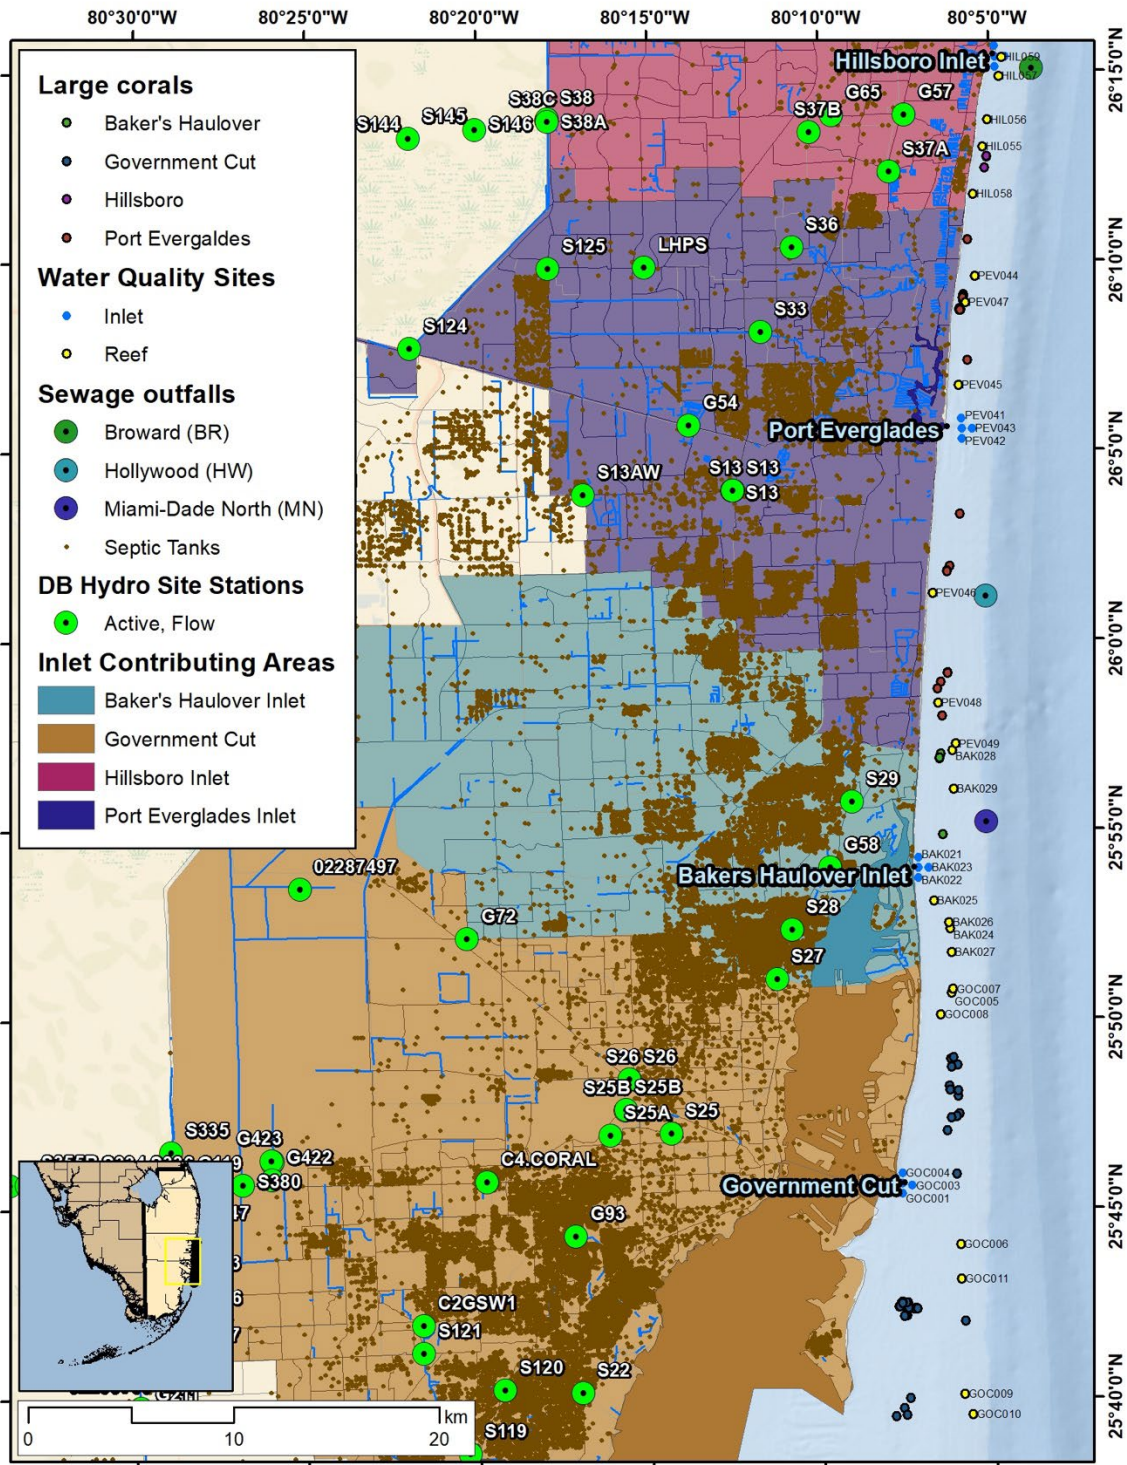 80°30'0"W 80°25'0"W 80°20'0"W 80°15'0"W 80°10'0"W 80°5'0"W
Large corals
Baker's Haulover
Government Cut
Hillsboro
Port Evergaldes
Water Quality Sites
Inlet
Reef
Sewage outfalls
Broward (BR)
Hollywood (HW)
Miami-Dade North (MN)
Septic Tanks
DB Hydro Site Stations
Active, Flow
Inlet Contributing Areas
Baker's Haulover Inlet
Government Cut
Hillsboro Inlet
Port Everglades Inlet
Hillsboro Inlet
HIL059
HIL057
26°15'0"N
S38C S38
G65
G57
S37B
S144
S145
S146
S38A
HIL056
HIL055
S37A
HIL058
S36
S125
LHPS
26°10'0"N
PEV044
PEV047
S33
S124
PEV045
G54
PEV041
Port Everglades
PEV043
PEV042
26°5'0"N
S13AW
S13 S13
S13
PEV046
26°0'0"N
PEV048
PEV049
BAK028
S29
BAK029
25°55'0"N
G58
BAK021
02287497
Bakers Haulover Inlet
BAK023
BAK022
BAK025
S28
G72
BAK026
BAK024
S27
BAK027
GOC007
GOC005
GOC008
25°50'0"N
S26 S26
S25B S25B
S25A
S25
S335
G423
G422
C4.CORAL
GOC004
S380
Government Cut
GOC003
GOC001
25°45'0"N
G93
GOC006
GOC011
C2GSW1
S121
S120
S22
GOC009
25°40'0"N
GOC010
G211
km
0 10 20
S119